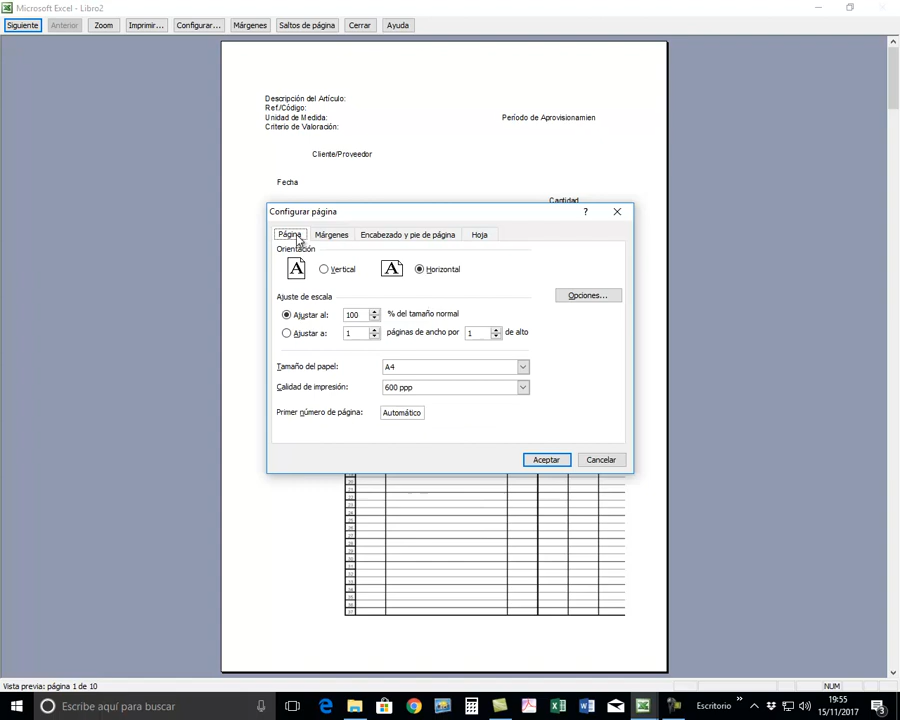 Microsoft Excel - Libro2
Siguiente Anterior Zoom Imprimir... Configurar... Márgenes Saltos de página Cerrar Ayuda
Descripción del Artículo:
Ref./Código:
Unidad de Medida: Período de Aprovisionamien
Criterio de Valoración:
Cliente/Proveedor
Fecha
Cantidad
Configurar página ?
Página Márgenes Encabezado y pie de página Hoja
Orientación
A Vertical A Horizontal
Opciones...
Ajuste de escala
Ajustar al: 100 % del tamaño normal
Ajustar a: 1 páginas de ancho por 1 de alto
Tamaño del papel: A4
Calidad de impresión: 600 ppp
Primer número de página: Automático
Aceptar Cancelar
Vista previa: página 1 de 10 NUM
Escribe aquí para buscar Escritorio » 19:55
15/11/2017 3